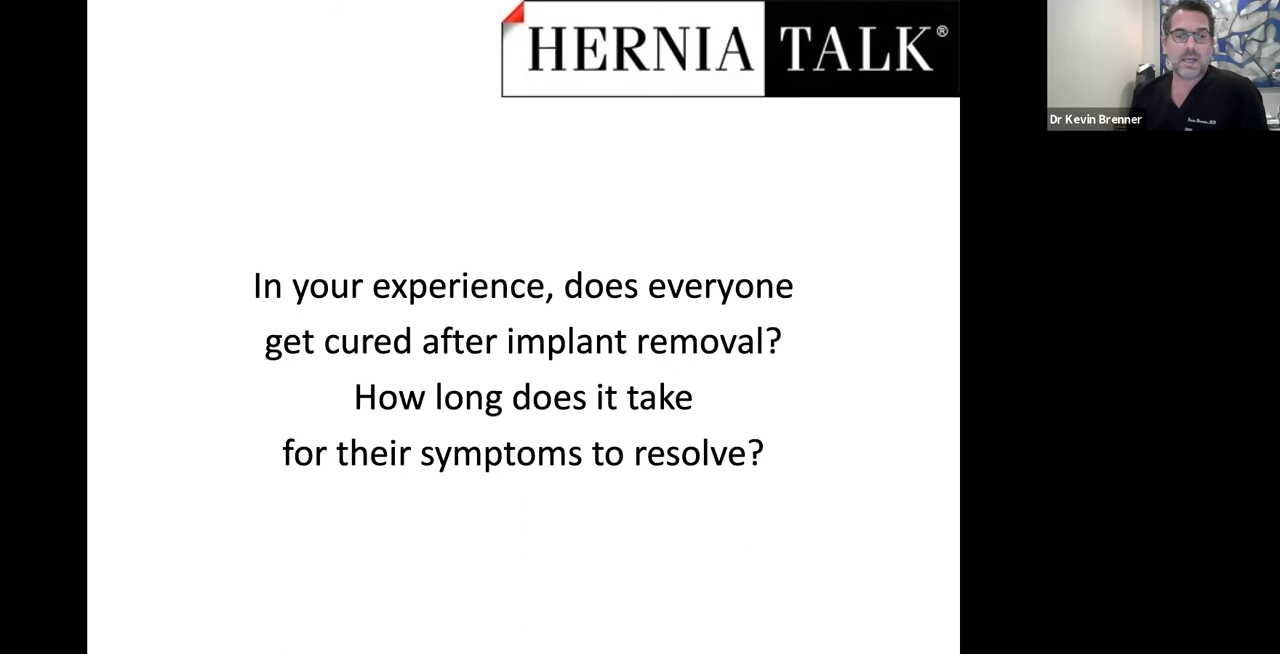 HERNIA TALK®
Dr Kevin Brenner
In your experience, does everyone
get cured after implant removal?
How long does it take
for their symptoms to resolve?